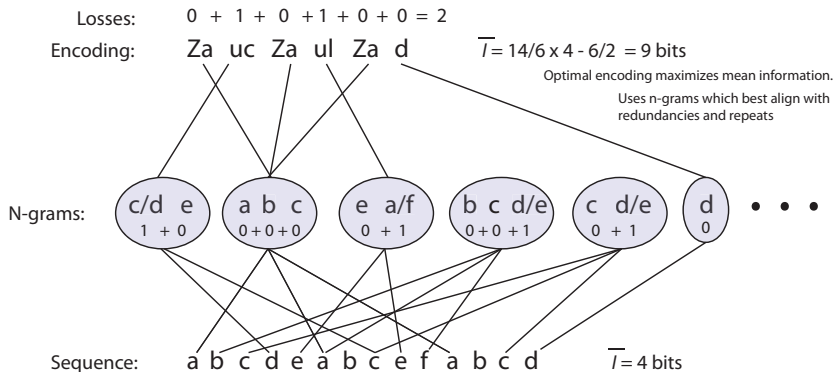 Losses: 0 + 1 + 0 + 1 + 0 + 0 = 2
Encoding: Za uc Za ul Za d I = 14/6 x 4 - 6/2 = 9 bits
Optimal encoding maximizes mean information.
Uses n-grams which best align with
redundancies and repeats
N-grams: c/d e a b c e a/f b c d/e c d/e d • • •
1 + 0 0+0+0 0 + 1 0+0+1 0 + 1 0
Sequence: a b c d e a b c e f a b c d I = 4 bits